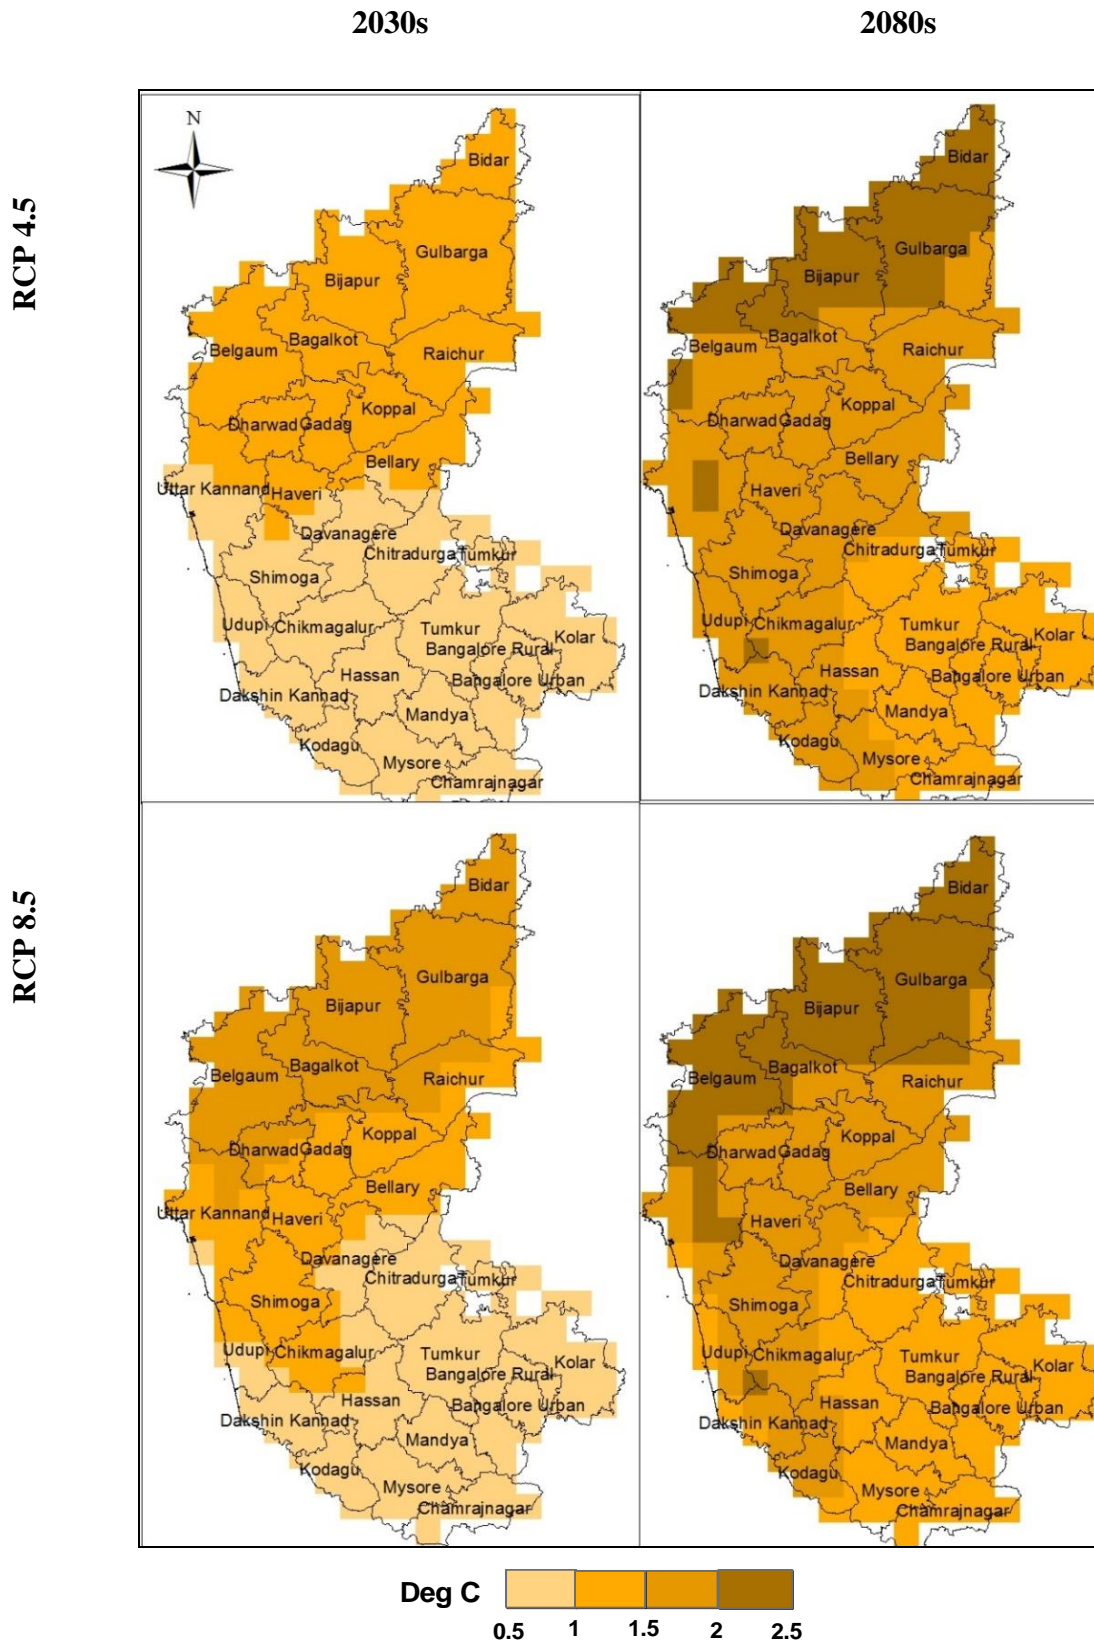 2030s 2080s
RCP 4.5
N
Bidar
Gulbarga
Bijapur
Bagalkot
Belgaum
Raichur
Koppal
Dharwad Gadag
Bellary
Uttar Kannand Haveri
Davanagere
Chitradurga Tumkur
Shimoga
Udupi Chikmagalur Tumkur Kolar
Bangalore Rural
Hassan Bangalore Urban
Dakshin Kannad
Mandya
Kodagu
Mysore
Chamrajnagar
Bidar
Gulbarga
Bijapur
Belgaum Bagalkot Raichur
Koppal
Dharwad Gadag
Bellary
Haveri
Davanagere
Chitradurga Tumkur
Shimoga
Udupi Chikmagalur Tumkur Kolar
Bangalore Rural
Hassan Bangalore Urban
Dakshin Kannad
Mandya
Kodagu
Mysore
Chamrajnagar
RCP 8.5
Bidar
Gulbarga
Bijapur
Bagalkot
Belgaum Raichur
Koppal
Dharwad Gadag
Bellary
Uttar Kannand Haveri
Davanagere
Chitradurga Tumkur
Shimoga
Udupi Chikmagalur Tumkur Kolar
Bangalore Rural
Hassan Bangalore Urban
Dakshin Kannad
Mandya
Kodagu
Mysore
Chamrajnagar
Bidar
Gulbarga
Bijapur
Bagalkot
Belgaum Raichur
Koppal
Dharwad Gadag
Bellary
Haveri
Davanagere
Chitradurga Tumkur
Shimoga
Udupi Chikmagalur Tumkur Kolar
Bangalore Rural
Hassan Bangalore Urban
Dakshin Kannad
Mandya
Kodagu
Mysore
Chamrajnagar
Deg C
0.5 1 1.5 2 2.5